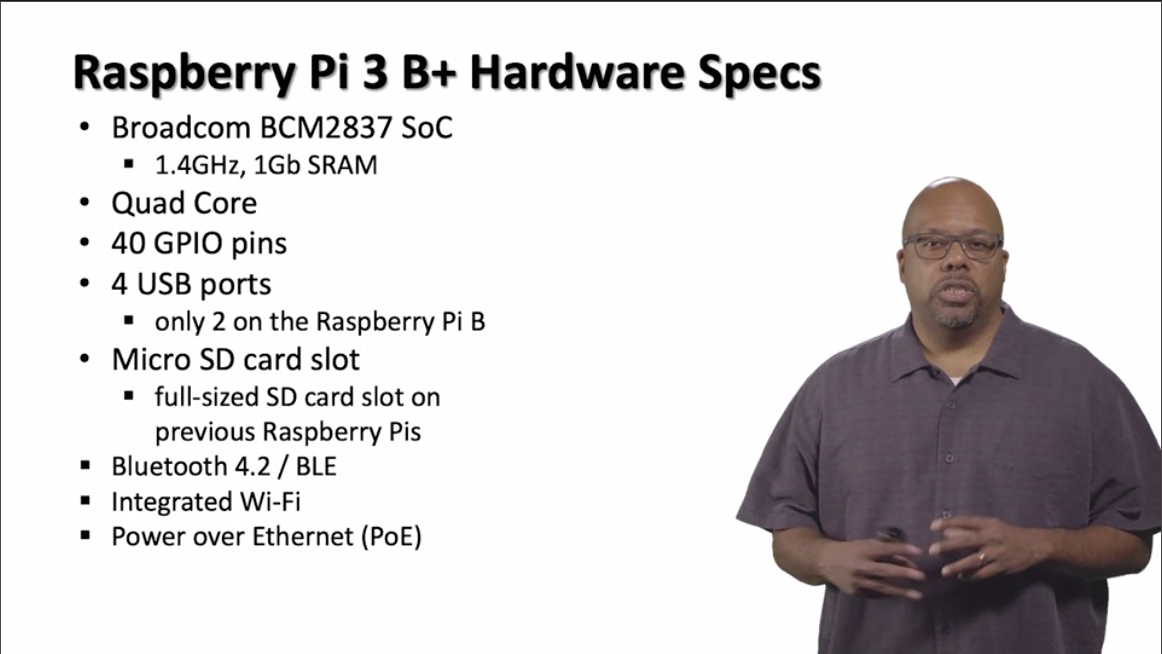 Raspberry Pi 3 B+ Hardware Specs
• Broadcom BCM2837 SoC
▪ 1.4GHz, 1Gb SRAM
• Quad Core
• 40 GPIO pins
• 4 USB ports
▪ only 2 on the Raspberry Pi B
• Micro SD card slot
▪ full-sized SD card slot on
previous Raspberry Pis
▪ Bluetooth 4.2 / BLE
▪ Integrated Wi-Fi
▪ Power over Ethernet (PoE)